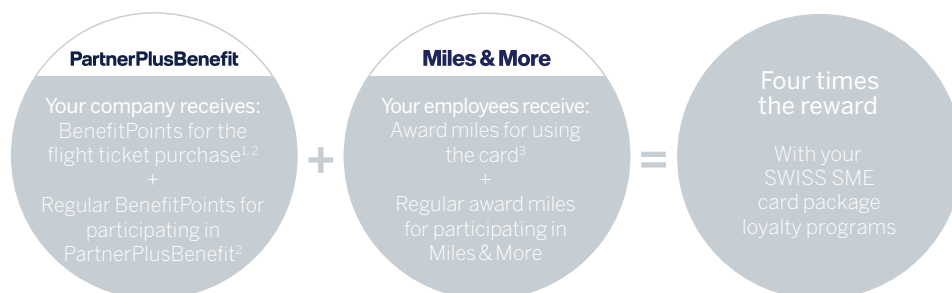 PartnerPlusBenefit
Your company receives:
BenefitPoints for the
flight ticket purchase1, 2
+
Regular BenefitPoints for
participating in
PartnerPlusBenefit2
+
Miles & More
Your employees receive:
Award miles for using
the card3
+
Regular award miles
for participating in
Miles & More
=
Four times
the reward
With your
SWISS SME
card package
loyalty programs